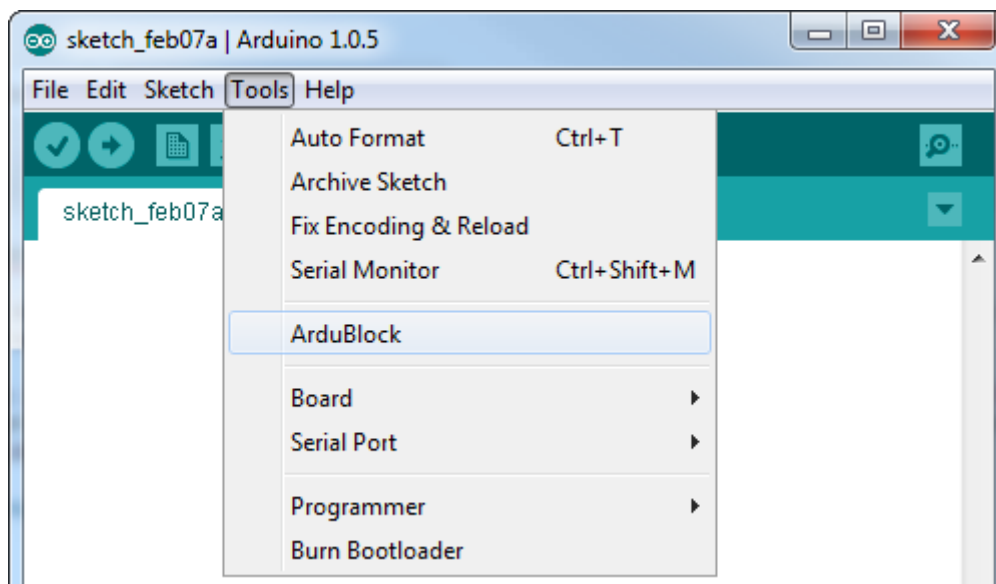 sketch_feb07a | Arduino 1.0.5
File Edit Sketch Tools Help
sketch_feb07a
Auto Format Ctrl+T
Archive Sketch
Fix Encoding & Reload
Serial Monitor Ctrl+Shift+M
ArduBlock
Board
Serial Port
Programmer
Burn Bootloader